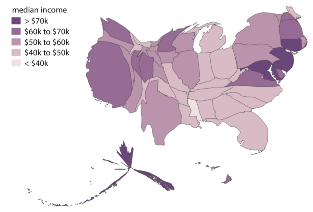 median income
> $70k
$60k to $70k
$50k to $60k
$40k to $50k
< $40k